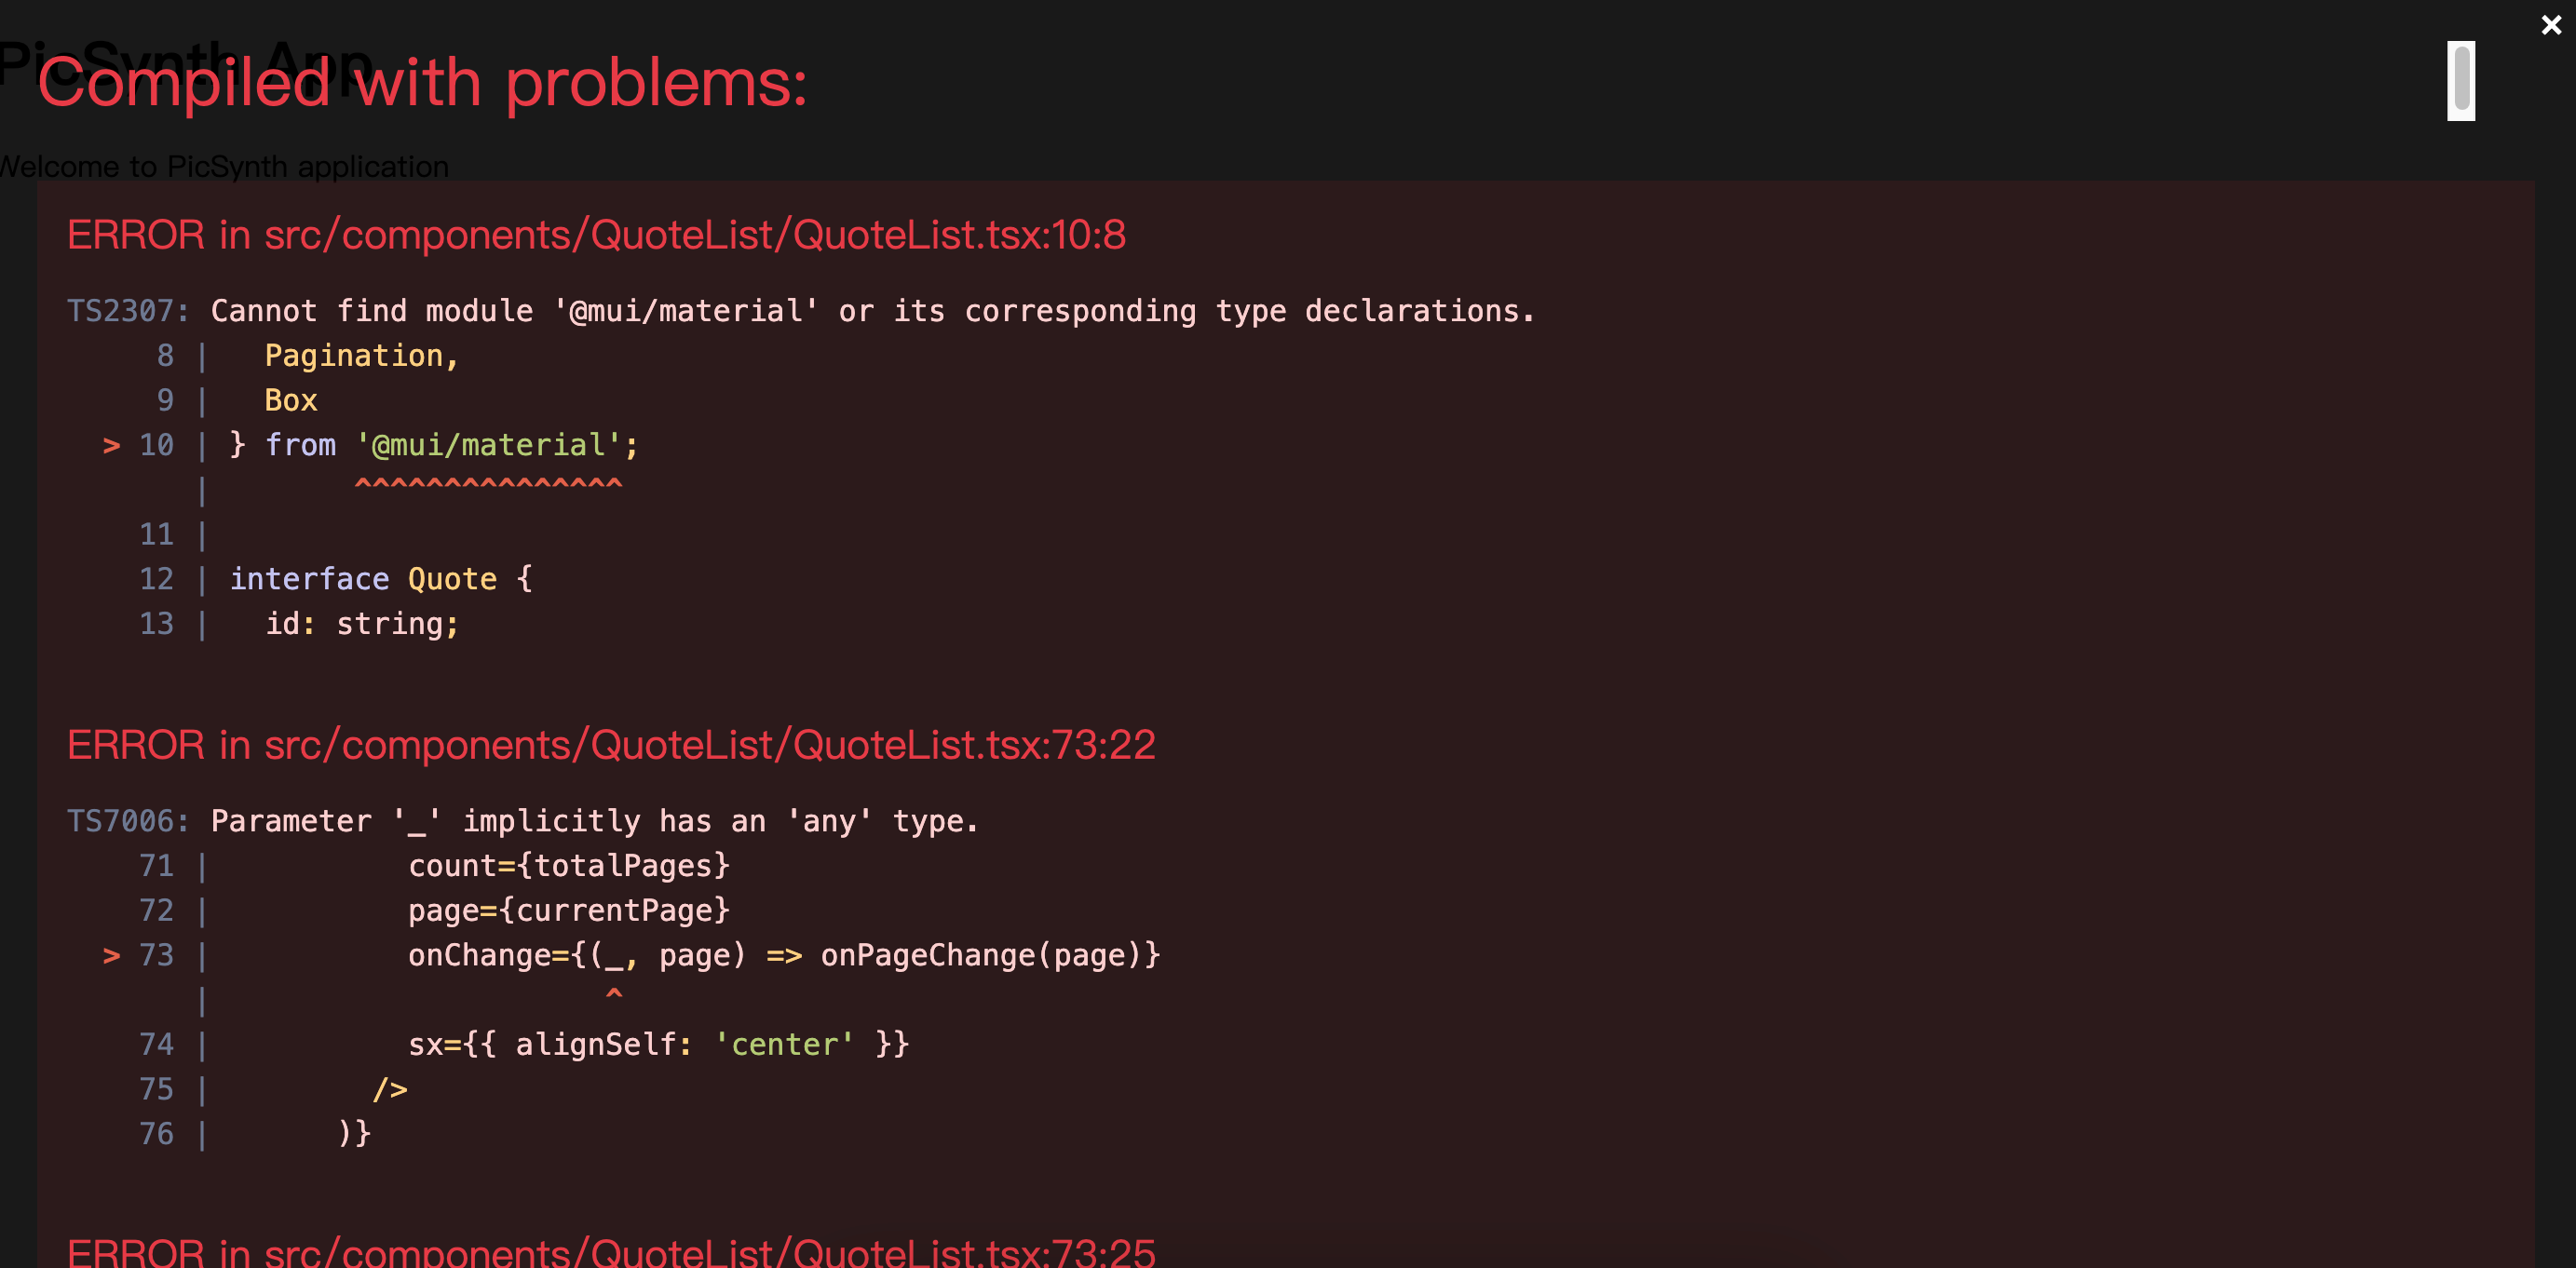 PicSynth App
Compiled with problems:
×
Welcome to PicSynth application
ERROR in src/components/QuoteList/QuoteList.tsx:10:8
TS2307: Cannot find module '@mui/material' or its corresponding type declarations.
     8 |   Pagination,
     9 |   Box
  > 10 | } from '@mui/material';
       |        ^^^^^^^^^^^^^^^
    11 |
    12 | interface Quote {
    13 |   id: string;
ERROR in src/components/QuoteList/QuoteList.tsx:73:22
TS7006: Parameter '_' implicitly has an 'any' type.
    71 |           count={totalPages}
    72 |           page={currentPage}
  > 73 |           onChange={(_, page) => onPageChange(page)}
       |                      ^
    74 |           sx={{ alignSelf: 'center' }}
    75 |         />
    76 |       )}
ERROR in src/components/QuoteList/QuoteList.tsx:73:25